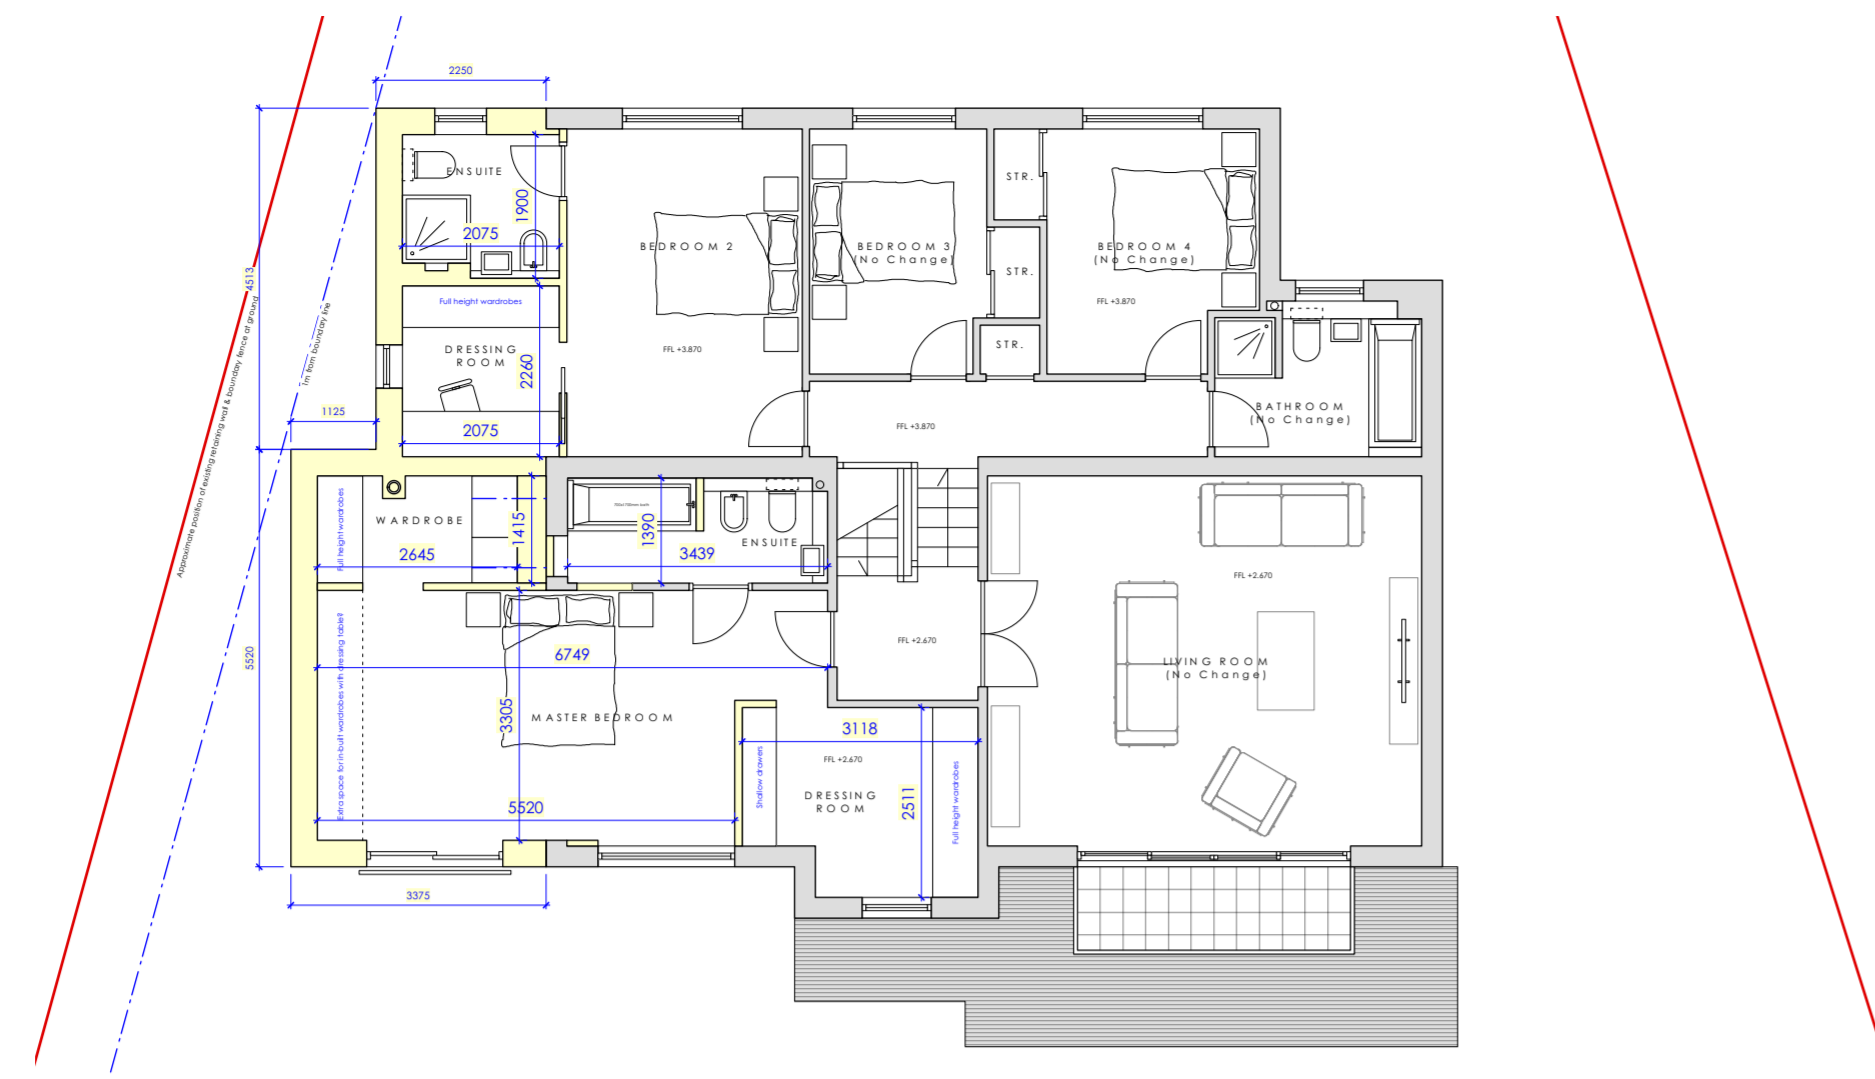 2250
ENSUITE
1900
2075
Full height wardrobes
DRESSING
ROOM
2260
2075
4513
1125
Approximate position of existing retaining wall & boundary fence at ground
1m from boundary line
BEDROOM 2
FFL +3.870
BEDROOM 3
(No Change)
STR.
STR.
STR.
BEDROOM 4
(No Change)
FFL +3.870
BATHROOM
(No Change)
FFL +3.870
Full height wardrobes
WARDROBE
2645
1415
1390
3439
ENSUITE
5520
Extra space for in-built wardrobes with dressing table?
6749
3305
MASTER BEDROOM
5520
3375
FFL +2.670
3118
Shallow drawers
FFL +2.670
DRESSING
ROOM
2511
Full height wardrobes
FFL +2.670
LIVING ROOM
(No Change)